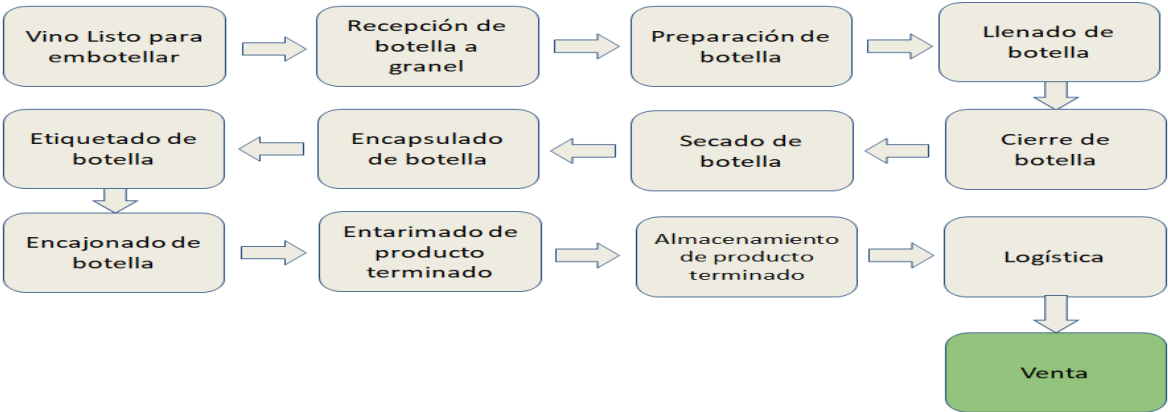 Vino Listo para
embotellar
Recepción de
botella a
granel
Preparación de
botella
Llenado de
botella
Cierre de
botella
Secado de
botella
Encapsulado
de botella
Etiquetado de
botella
Encajonado de
botella
Entarimado de
producto
terminado
Almacenamiento
de producto
terminado
Logística
Venta